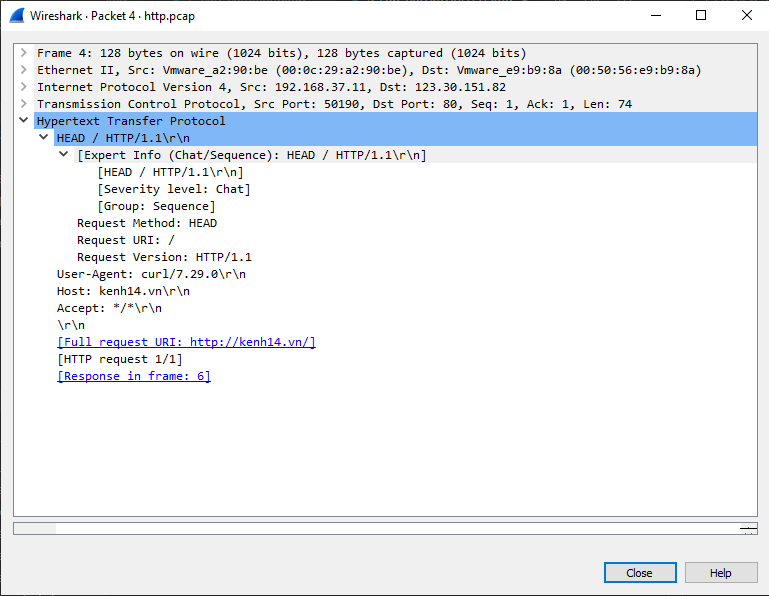 Wireshark · Packet 4 · http.pcap
Frame 4: 128 bytes on wire (1024 bits), 128 bytes captured (1024 bits)
Ethernet II, Src: Vmware_a2:90:be (00:0c:29:a2:90:be), Dst: Vmware_e9:b9:8a (00:50:56:e9:b9:8a)
Internet Protocol Version 4, Src: 192.168.37.11, Dst: 123.30.151.82
Transmission Control Protocol, Src Port: 50190, Dst Port: 80, Seq: 1, Ack: 1, Len: 74
Hypertext Transfer Protocol
HEAD / HTTP/1.1\r\n
[Expert Info (Chat/Sequence): HEAD / HTTP/1.1\r\n]
[HEAD / HTTP/1.1\r\n]
[Severity level: Chat]
[Group: Sequence]
Request Method: HEAD
Request URI: /
Request Version: HTTP/1.1
User-Agent: curl/7.29.0\r\n
Host: kenh14.vn\r\n
Accept: */*\r\n
\r\n
[Full request URI: http://kenh14.vn/]
[HTTP request 1/1]
[Response in frame: 6]
Close Help